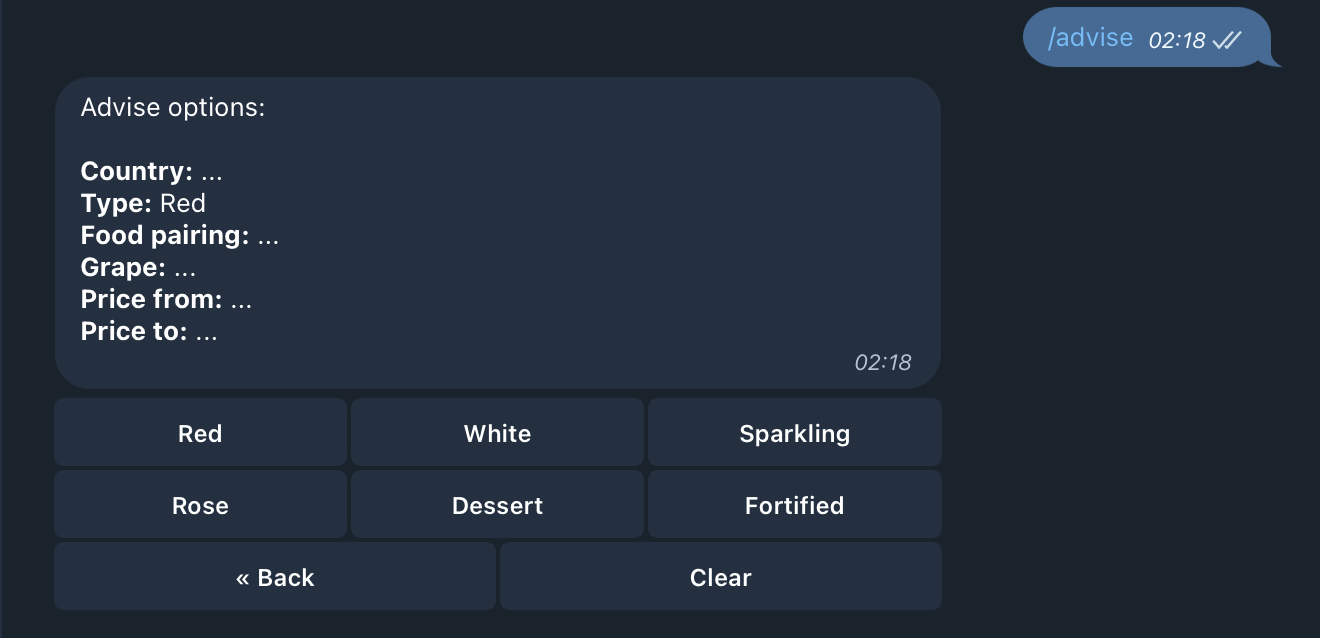 /advise 02:18
Advise options:
Country: ...
Type: Red
Food pairing: ...
Grape: ...
Price from: ...
Price to: ...
02:18
Red White Sparkling
Rose Dessert Fortified
« Back Clear